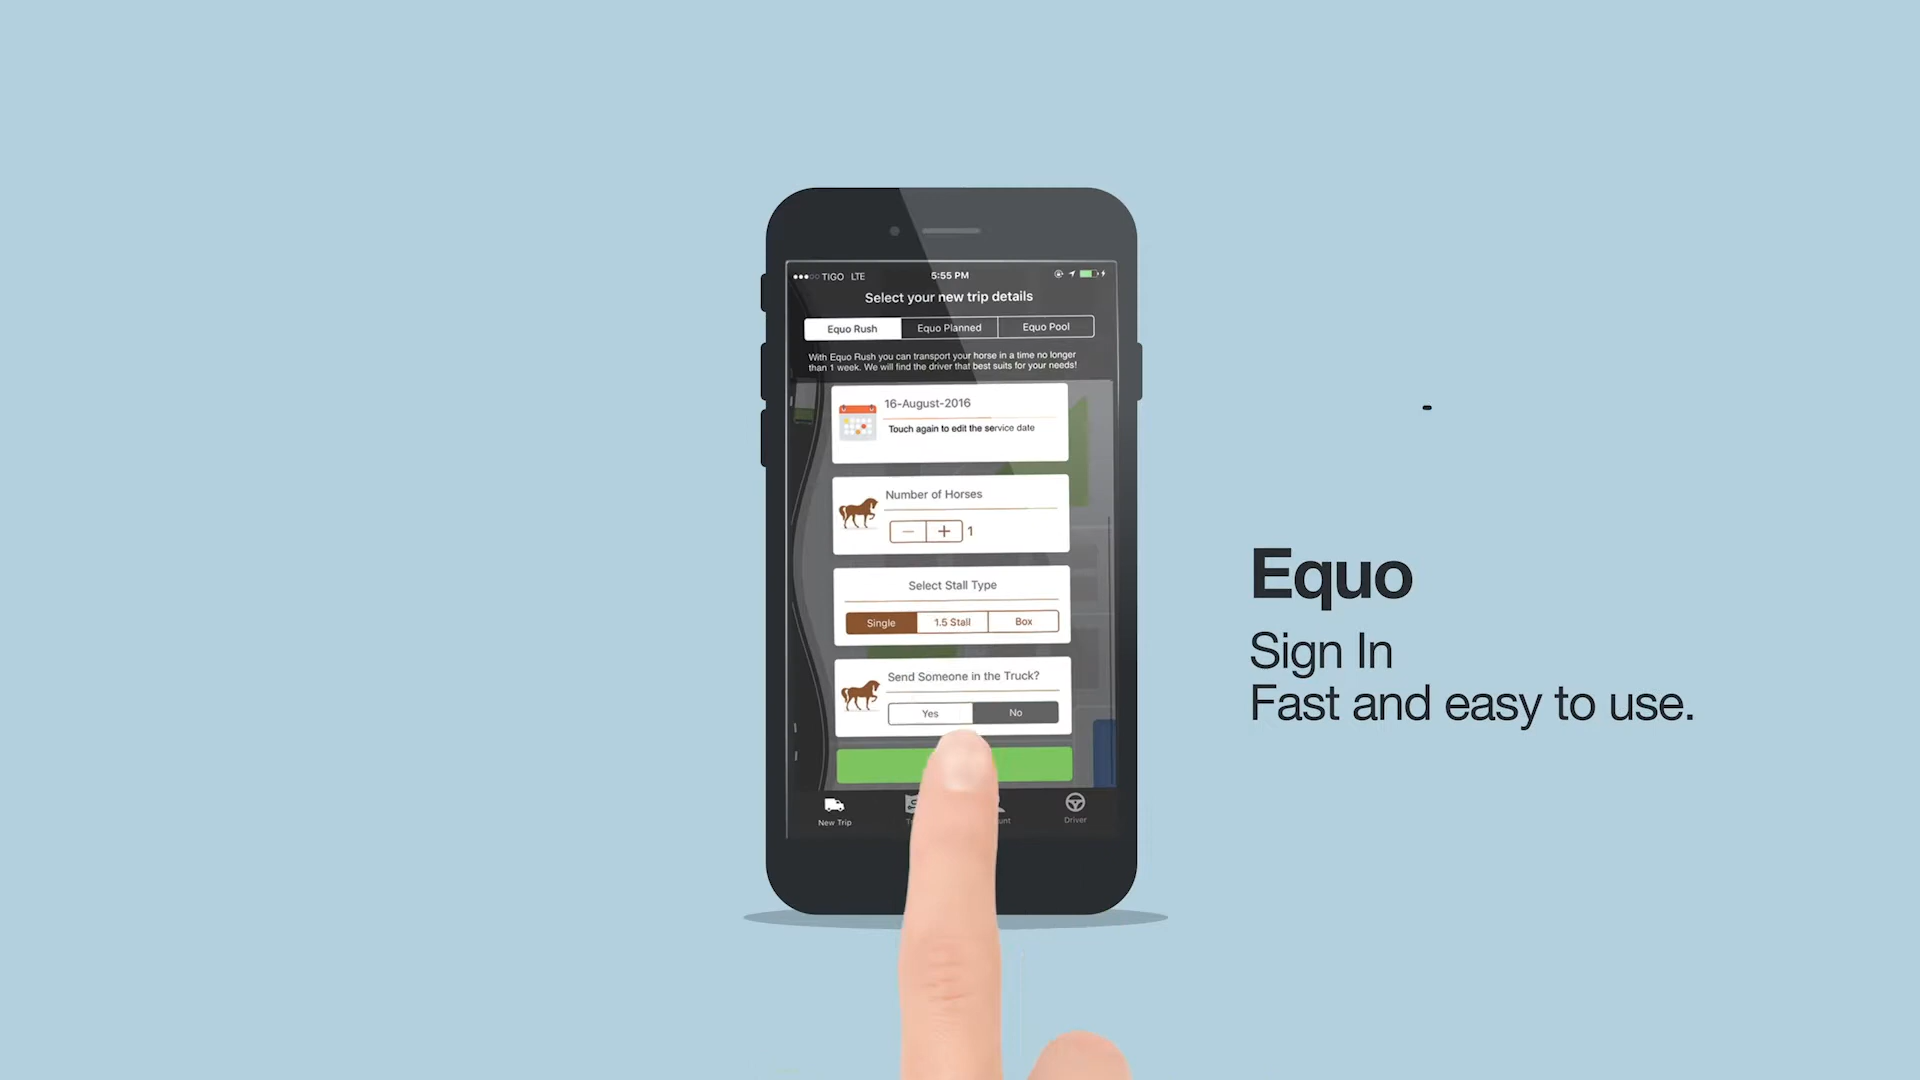 TIGO LTE
5:55 PM
Select your new trip details
Equo Rush
Equo Planned
Equo Pool
With Equo Rush you can transport your horse in a time no longer
than 1 week. We will find the driver that best suits for your needs!
16-August-2016
Touch again to edit the service date
Number of Horses
1
Select Stall Type
Single
1.5 Stall
Box
Send Someone in the Truck?
Yes
No
New Trip
Driver
Equo
Sign In
Fast and easy to use.